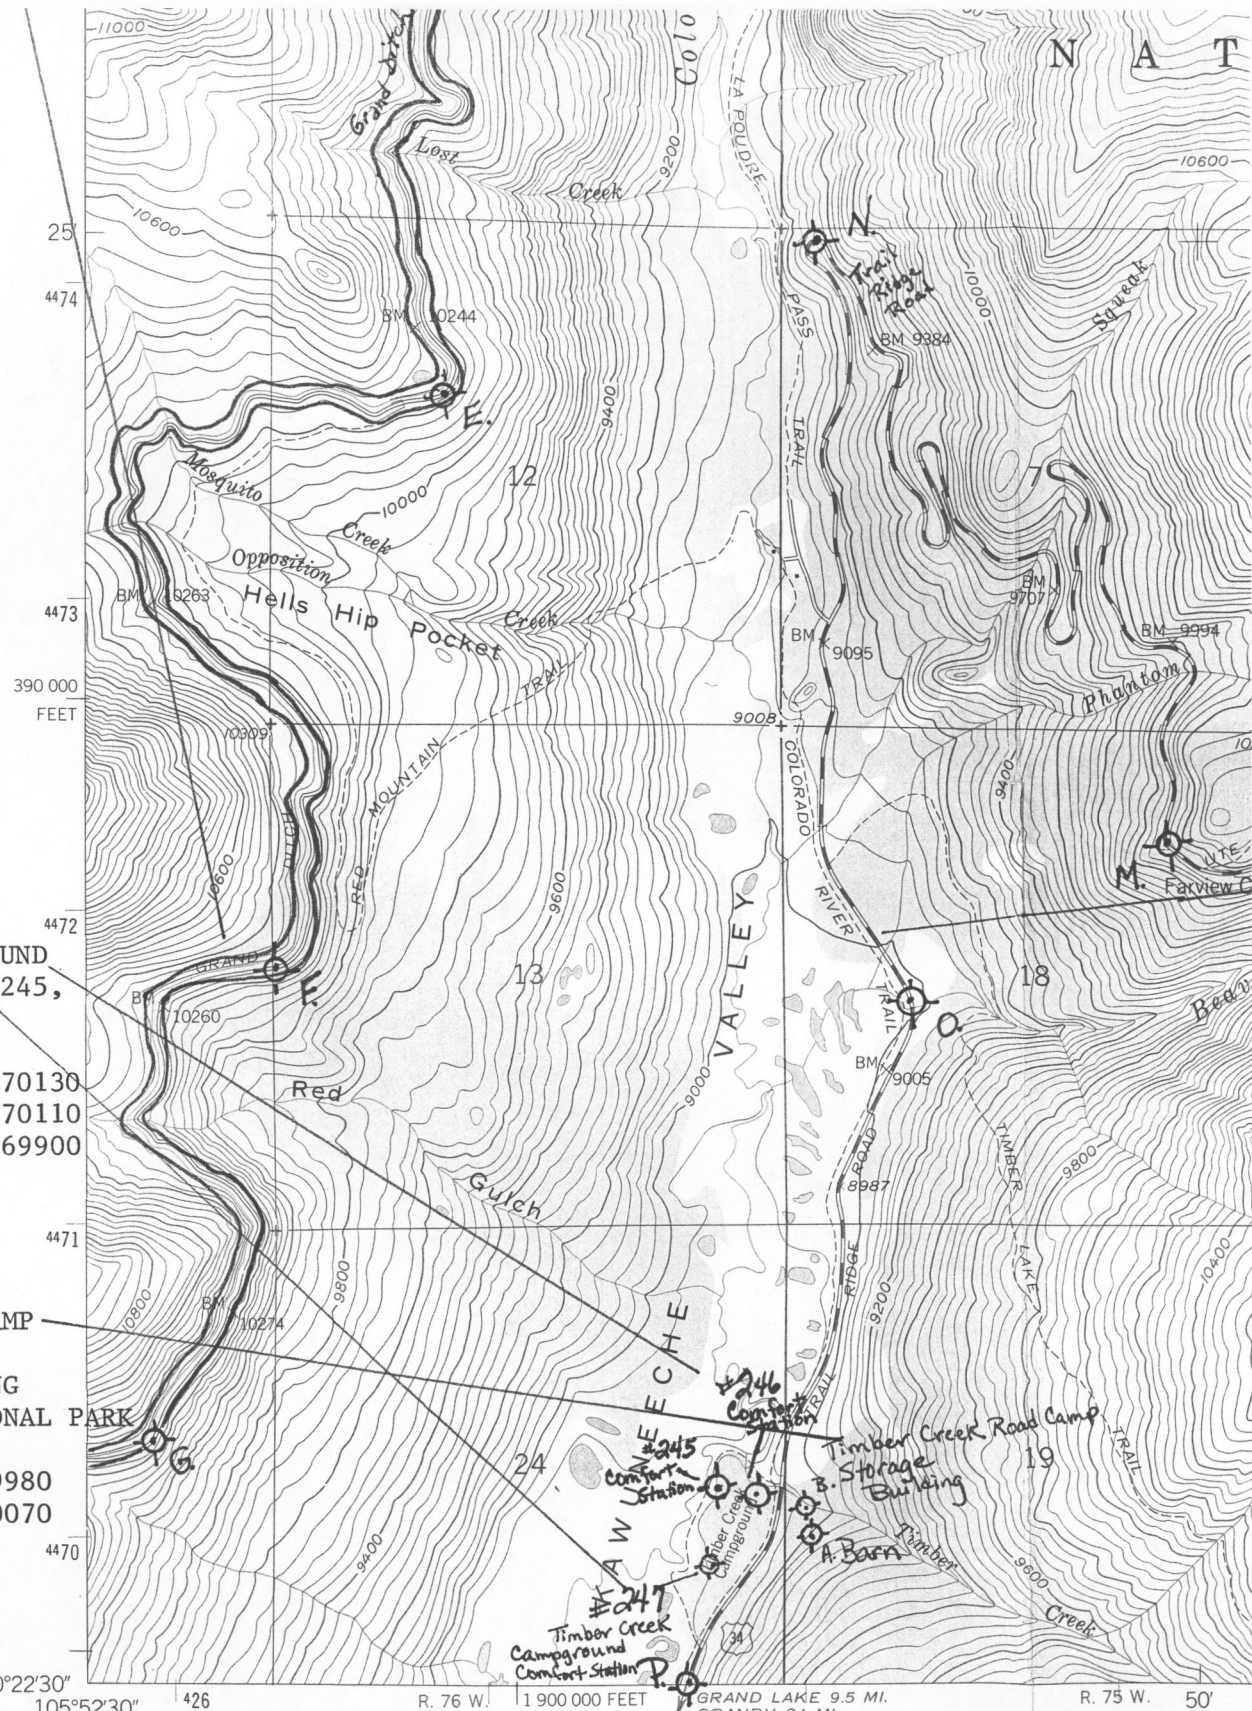 11000
Grand Ditch
Colo
N A T
LA POUDRE
9200
Lost
Creek
10600
10600
25'
N.
Trail
Ridge
Road
10000
Squeak
4474
PASS
BM 10244
BM 9384
9400
E.
TRAIL
12
7
Mosquito
10000
Creek
Opposition
BM 10263
Hells Hip Pocket
Creek
BM
9707
4473
BM
9095
BM 9994
TRAIL
Phantom
390 000
FEET
9008
10309
MOUNTAIN
COLORADO
9400
DITCH
RED
10600
9600
RIVER
M.
UTE
Farview C
4472
VALLEY
UND
245,
GRAND
F.
13
18
TRAIL
O.
Beav
BM
10260
BM
9005
70130
70110
69900
Red
9000
ROAD
TIMBER
9800
Gulch
8987
4471
RIDGE
LAKE
10400
9800
10800
9200
BM
10274
AMP
NG
ONAL PARK
KAWUNEECHE
#246
Comfort
Station
TRAIL
Timber Creek Road Camp
Storage
Building
TRAIL
G.
24
#245
Comfort
Station
B.
19
9980
0070
Timber Creek
Campground
A. Barn
Timber
4470
9400
9600
Creek
#247
Timber Creek
Campground
Comfort Station
P.
34
0°22'30"
105°52'30"
426
R. 76 W.
1 900 000 FEET
GRAND LAKE 9.5 MI.
R. 75 W.
50'